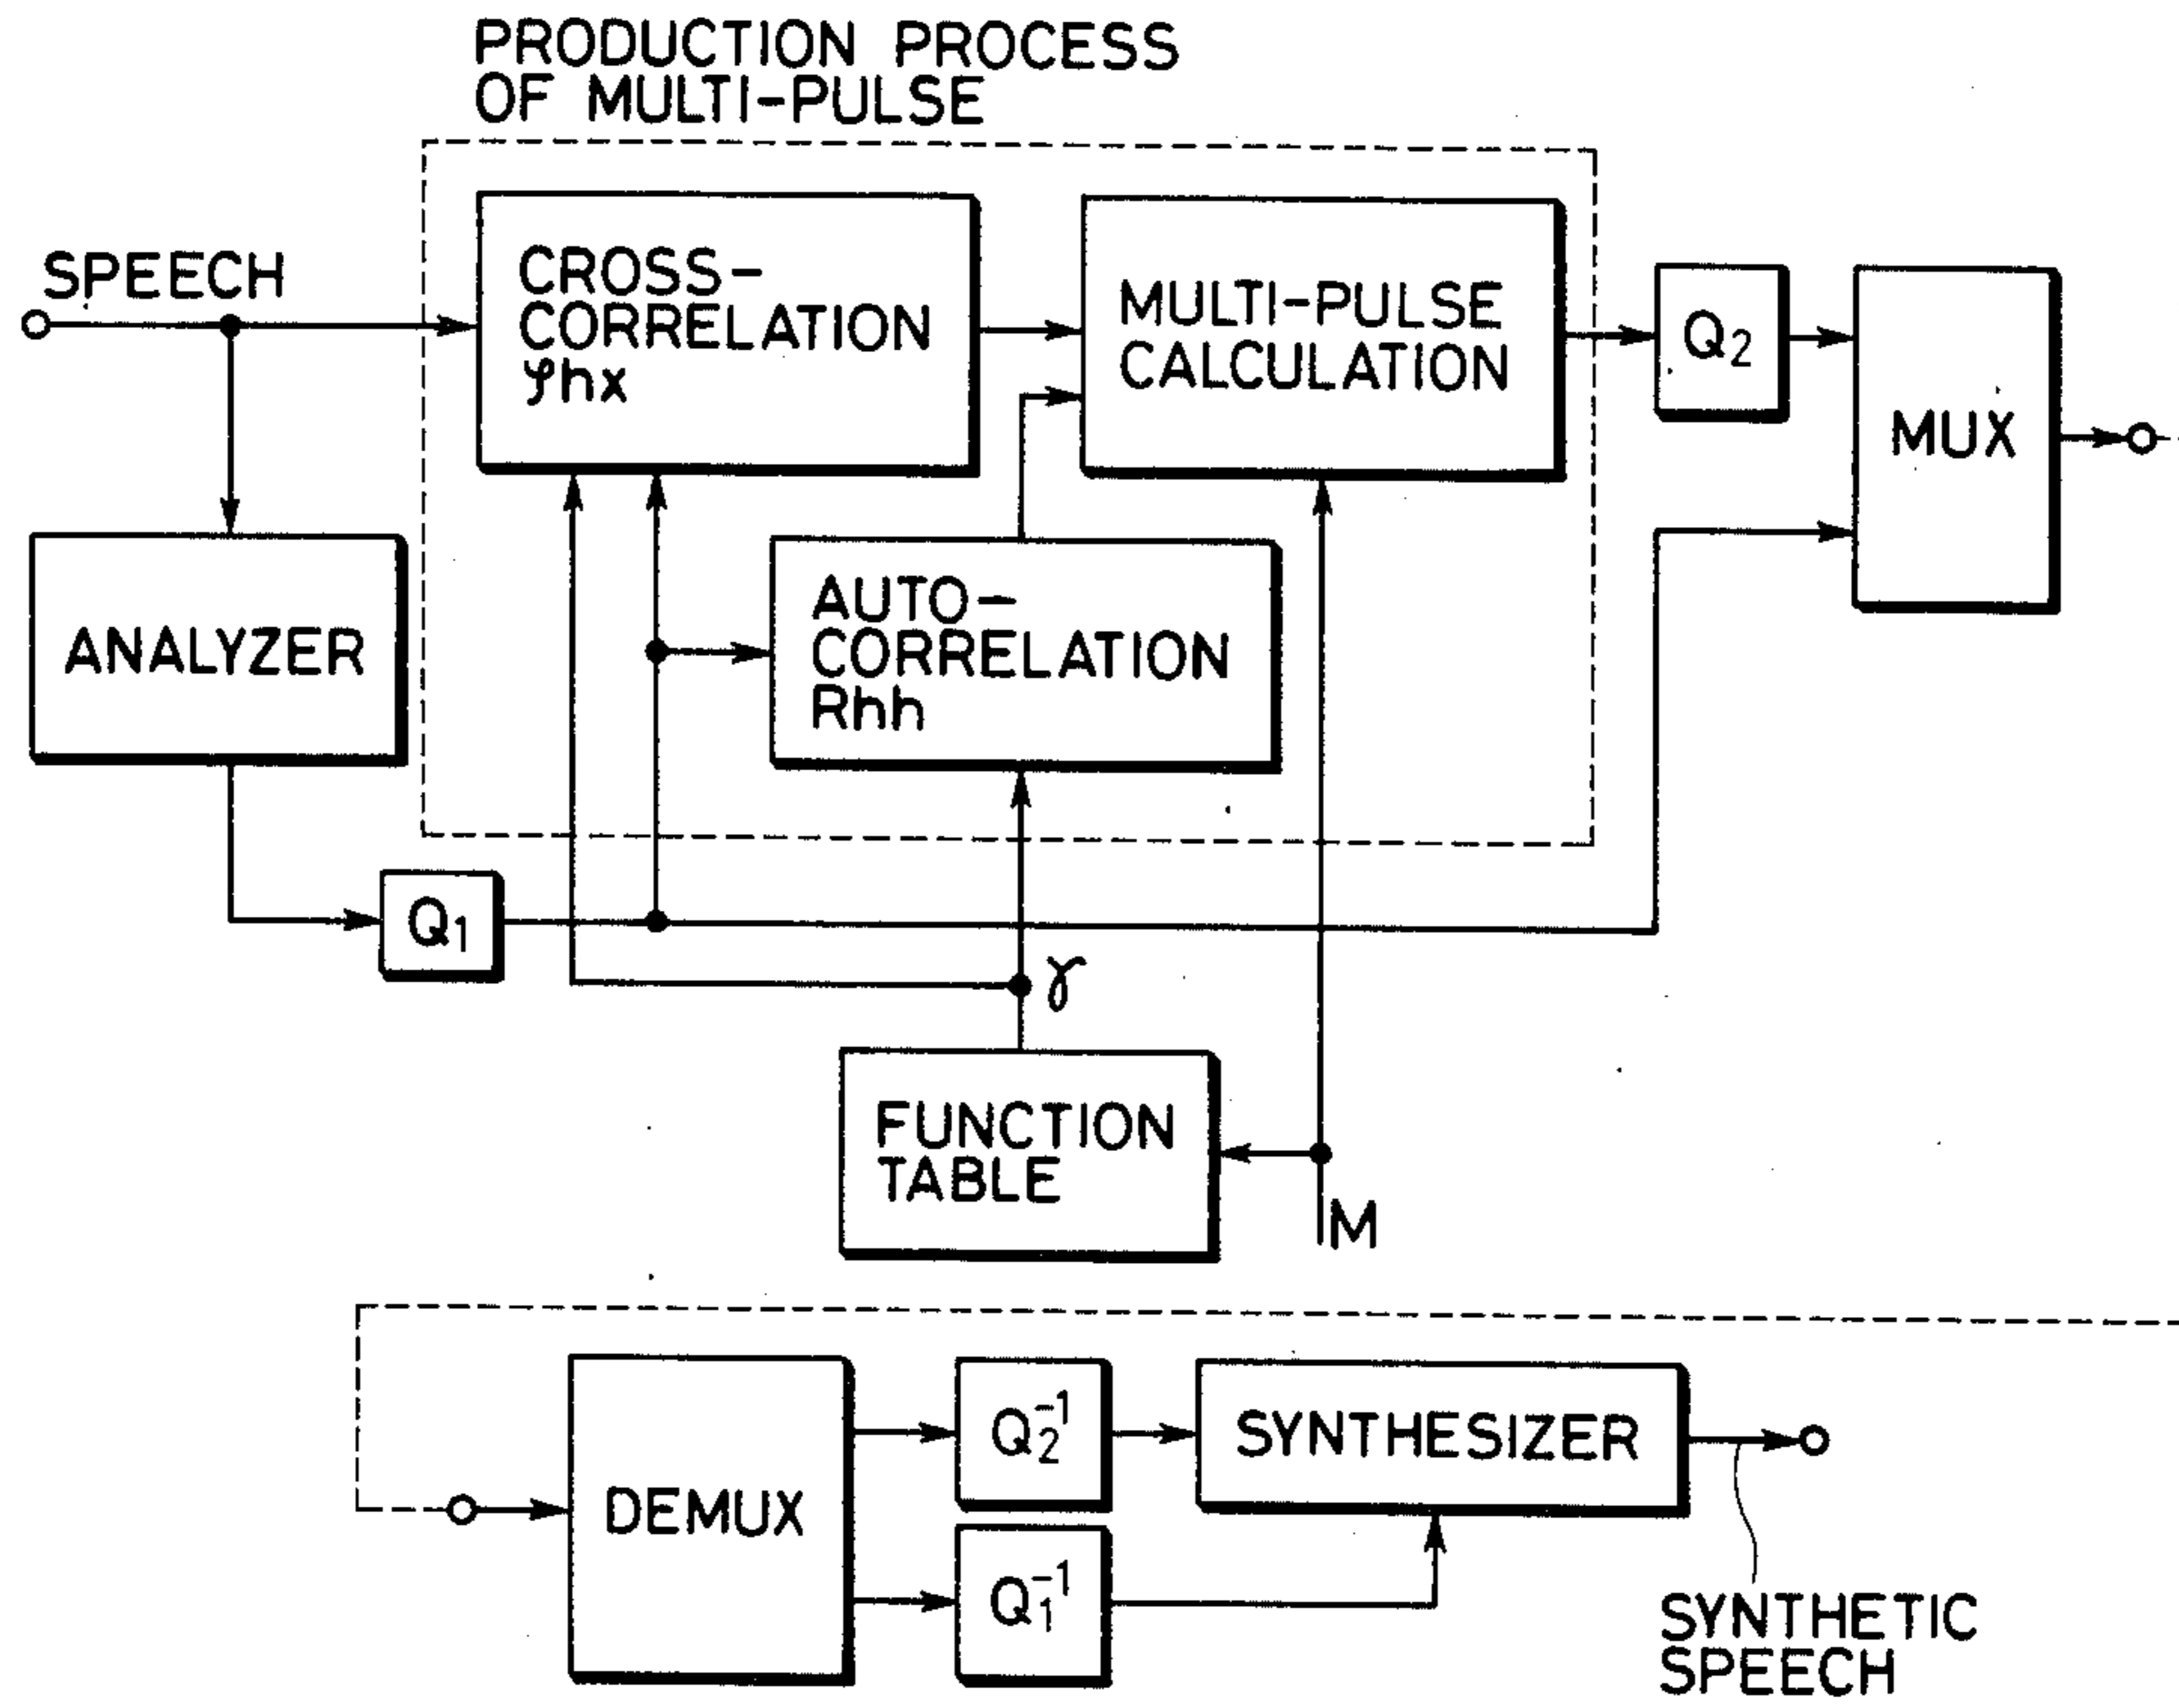 PRODUCTION PROCESS
OF MULTI-PULSE
SPEECH
CROSS-
CORRELATION
φhx
MULTI-PULSE
CALCULATION
Q2
MUX
ANALYZER
AUTO-
CORRELATION
Rhh
Q1
γ
FUNCTION
TABLE
M
DEMUX
Q2^-1
SYNTHESIZER
Q1^-1
SYNTHETIC
SPEECH